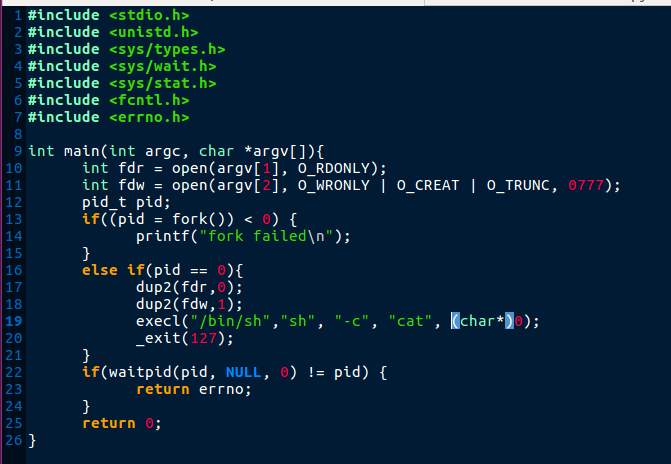 1 #include <stdio.h>
2 #include <unistd.h>
3 #include <sys/types.h>
4 #include <sys/wait.h>
5 #include <sys/stat.h>
6 #include <fcntl.h>
7 #include <errno.h>
8
9 int main(int argc, char *argv[]){
10 int fdr = open(argv[1], O_RDONLY);
11 int fdw = open(argv[2], O_WRONLY | O_CREAT | O_TRUNC, 0777);
12 pid_t pid;
13 if((pid = fork()) < 0) {
14 printf("fork failed\n");
15 }
16 else if(pid == 0){
17 dup2(fdr,0);
18 dup2(fdw,1);
19 execl("/bin/sh","sh", "-c", "cat", (char*)0);
20 _exit(127);
21 }
22 if(waitpid(pid, NULL, 0) != pid) {
23 return errno;
24 }
25 return 0;
26 }